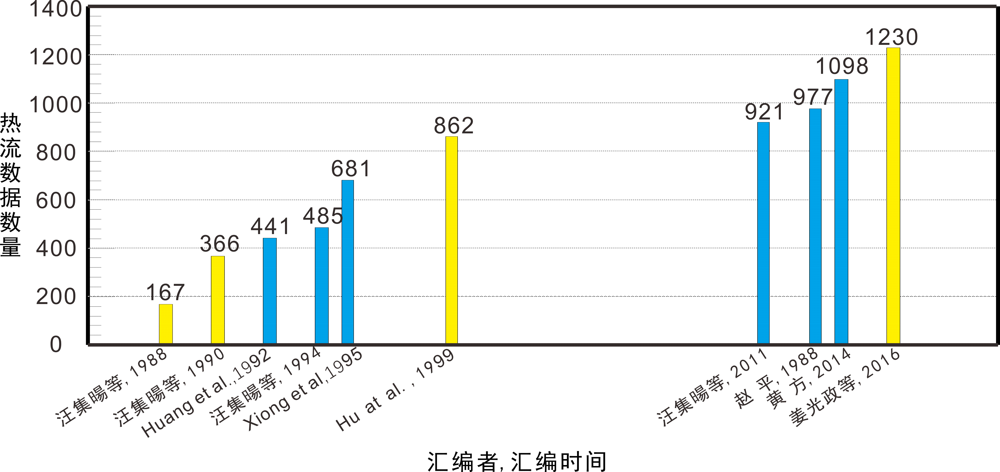 1400
1200
1000
800
600
400
200
0
热流数据数量
167
366
441
485
681
862
921
977
1098
1230
汪集暘等, 1988
汪集暘等, 1990
Huang et al.,1992
汪集暘等, 1994
Xiong et al,1995
Hu at al. , 1999
汪集暘等, 2011
赵 平, 1988
黄 方, 2014
姜光政等, 2016
汇编者, 汇编时间